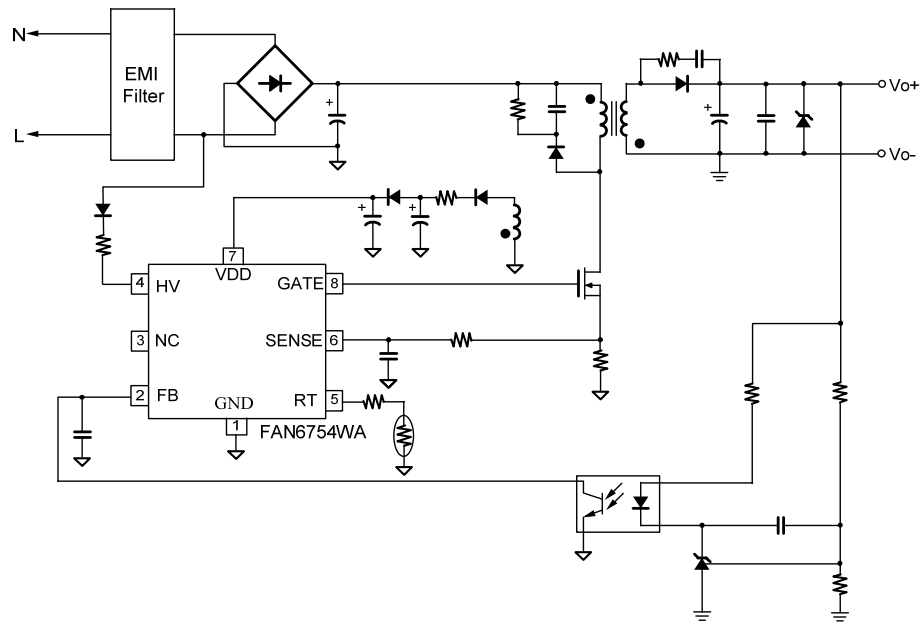 N
EMI
Filter
L
+
+
Vo+
Vo-
+
+
7
VDD
4
HV
GATE
8
3
NC
SENSE
6
2
FB
GND
RT
5
1
FAN6754WA